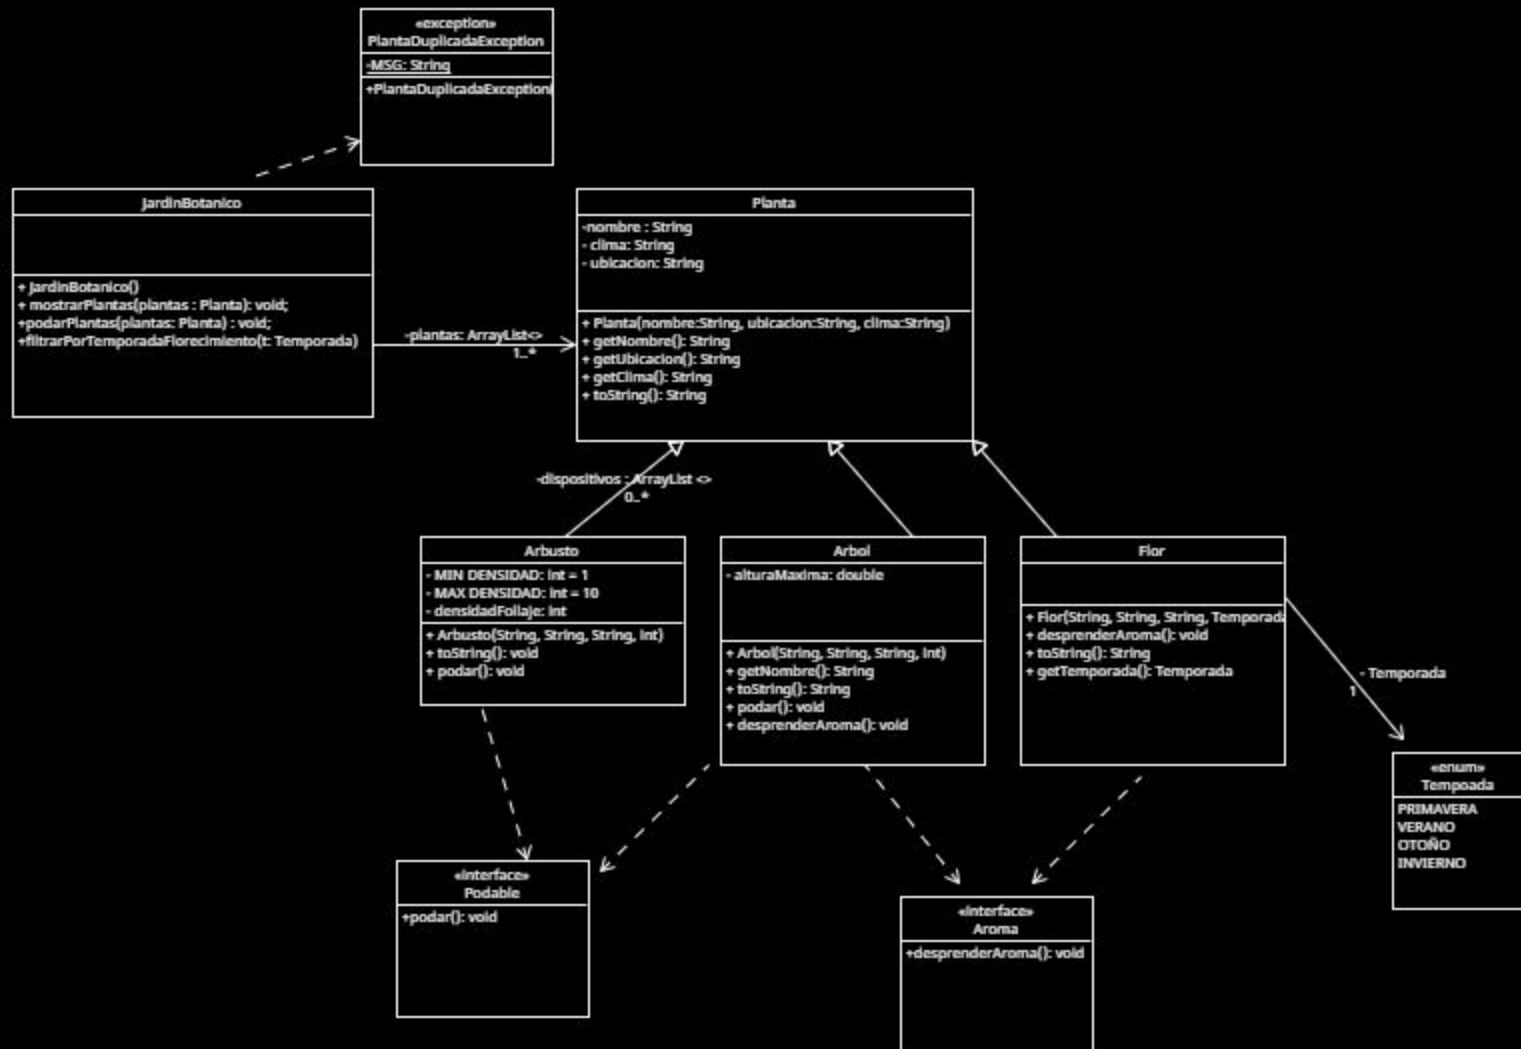 «exception»
PlantaDuplicadaException
-MSG: String
+PlantaDuplicadaException(
JardinBotanico
+ JardinBotanico()
+ mostrarPlantas(plantas : Planta): void;
+podarPlantas(plantas: Planta) : void;
+filtrarPorTemporadaFlorecimiento(t: Temporada)
-plantas: ArrayList<>
1..*
Planta
-nombre : String
- clima: String
- ubicacion: String
+ Planta(nombre:String, ubicacion:String, clima:String)
+ getNombre(): String
+ getUbicacion(): String
+ getClima(): String
+ toString(): String
-dispositivos : ArrayList <>
0..*
Arbusto
- MIN DENSIDAD: int = 1
- MAX DENSIDAD: int = 10
- densidadFollaje: int
+ Arbusto(String, String, String, int)
+ toString(): void
+ podar(): void
Arbol
- alturaMaxima: double
+ Arbol(String, String, String, int)
+ getNombre(): String
+ toString(): String
+ podar(): void
+ desprenderAroma(): void
Flor
+ Flor(String, String, String, Temporada
+ desprenderAroma(): void
+ toString(): String
+ getTemporada(): Temporada
- Temporada
1
«enum»
Tempoada
PRIMAVERA
VERANO
OTOÑO
INVIERNO
«interface»
Podable
+podar(): void
«interface»
Aroma
+desprenderAroma(): void